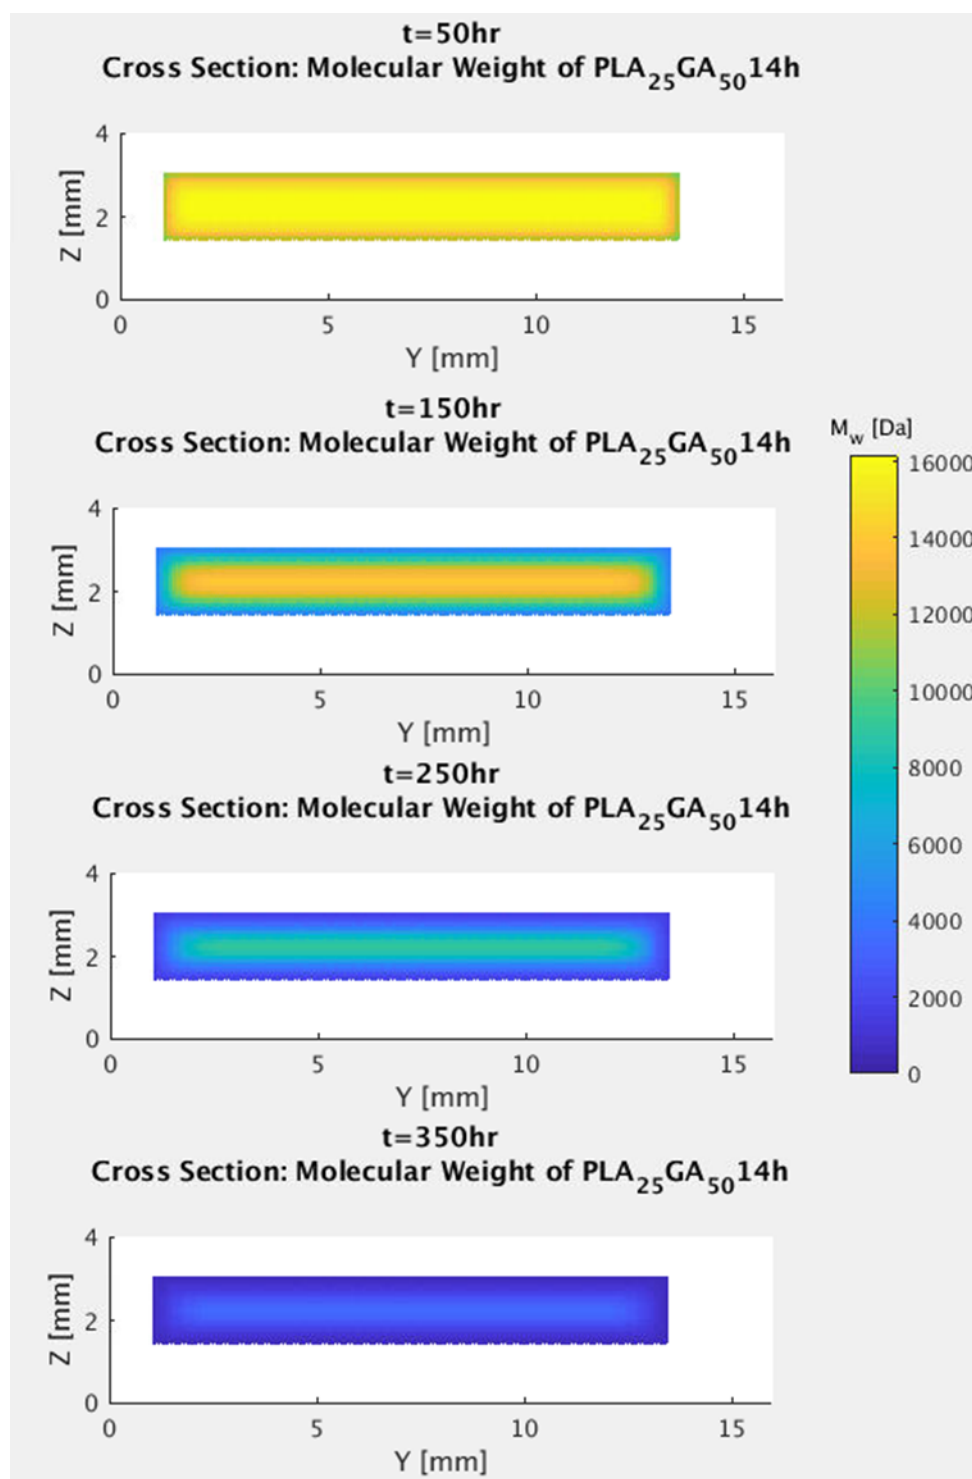 t=50hr
Cross Section: Molecular Weight of PLA25GA5014h
4
2
0
Z [mm]
0 5 10 15
Y [mm]
t=150hr
Cross Section: Molecular Weight of PLA25GA5014h
4
2
0
Z [mm]
0 5 10 15
Y [mm]
Mw [Da]
16000
14000
12000
10000
8000
6000
4000
2000
0
t=250hr
Cross Section: Molecular Weight of PLA25GA5014h
4
2
0
Z [mm]
0 5 10 15
Y [mm]
t=350hr
Cross Section: Molecular Weight of PLA25GA5014h
4
2
0
Z [mm]
0 5 10 15
Y [mm]